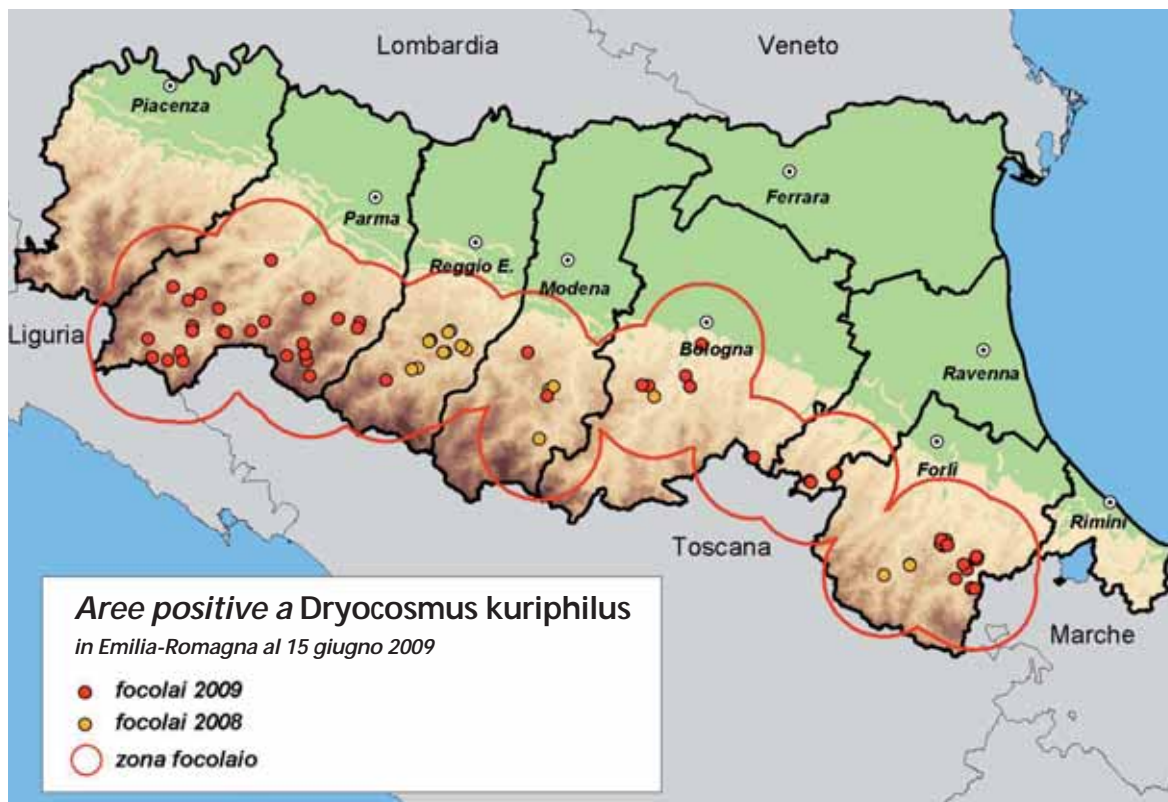 Lombardia
Veneto
Piacenza
Ferrara
Parma
Reggio E.
Modena
Liguria
Bologna
Ravenna
Forlì
Rimini
Toscana
Marche
Aree positive a Dryocosmus kuriphilus
in Emilia-Romagna al 15 giugno 2009
focolai 2009
focolai 2008
zona focolaio